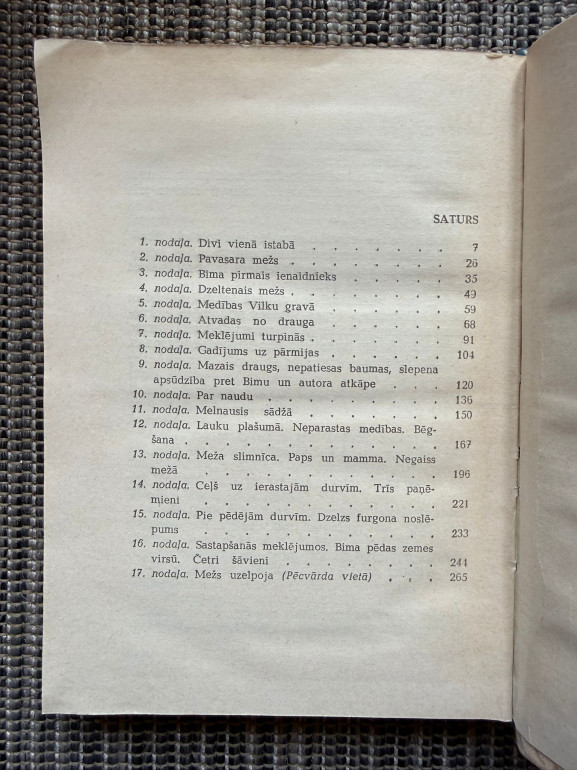 SATURS
1. nodaļa. Divi vienā istabā . . . . . . . 7
2. nodaļa. Pavasara mežs . . . . . . . . 26
3. nodaļa. Bima pirmais ienaidnieks . . . . . 35
4. nodaļa. Dzeltenais mežs . . . . . . . . 49
5. nodaļa. Medības Vilku gravā . . . . . . 59
6. nodaļa. Atvadas no drauga . . . . . . 68
7. nodaļa. Meklējumi turpinās . . . . . . . 91
8. nodaļa. Gadījums uz pārmijas . . . . . . 104
9. nodaļa. Mazais draugs, nepatiesas baumas, slepena
apsūdzība pret Bimu un autora atkāpe . . . 120
10. nodaļa. Par naudu . . . . . . . . . 136
11. nodaļa. Melnausis sādžā . . . . . . . 150
12. nodaļa. Lauku plašumā. Neparastas medības. Bēg-
šana . . . . . . . . . . . . . 167
13. nodaļa. Meža slimnīca. Paps un mamma. Negaiss
mežā . . . . . . . . . . . . 196
14. nodaļa. Ceļš uz ierastajām durvīm. Trīs paņē-
mieni . . . . . . . . . . . . . 221
15. nodaļa. Pie pēdējām durvīm. Dzelzs furgona noslē-
pums . . . . . . . . . . . . 233
16. nodaļa. Sastapšanās meklējumos. Bima pēdas zemes
virsū. Četri šāvieni . . . . . . . . 241
17. nodaļa. Mežs uzelpoja (Pēcvārda vietā) . . . 265